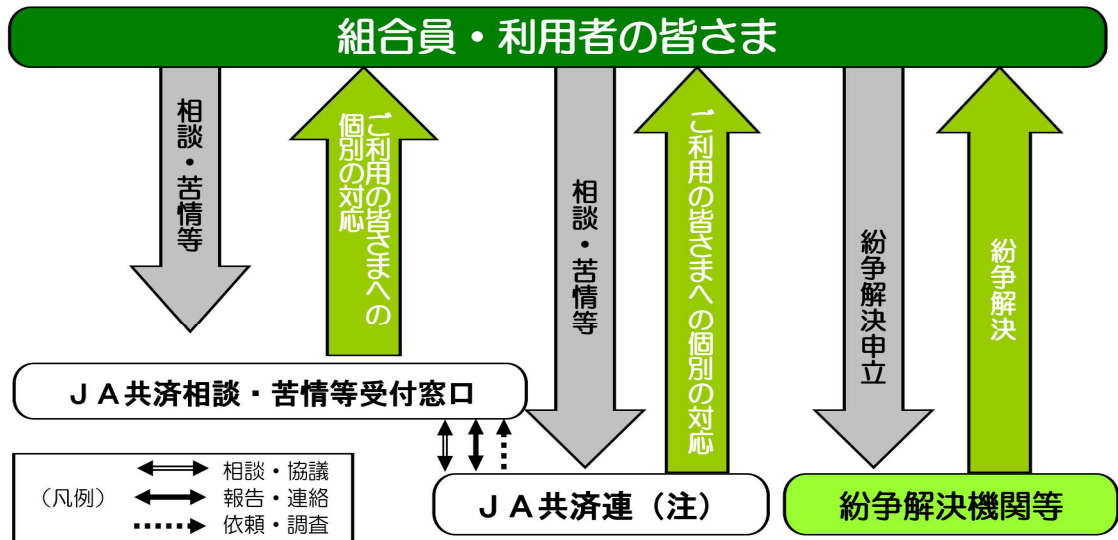 組合員・利用者の皆さま
相談・苦情等
ご利用の皆さまへの
個別の対応
相談・苦情等
ご利用の皆さまへの個別の対応
紛争解決申立
紛争解決
ＪＡ共済相談・苦情等受付窓口
（凡例）
相談・協議
報告・連絡
依頼・調査
ＪＡ共済連（注）
紛争解決機関等